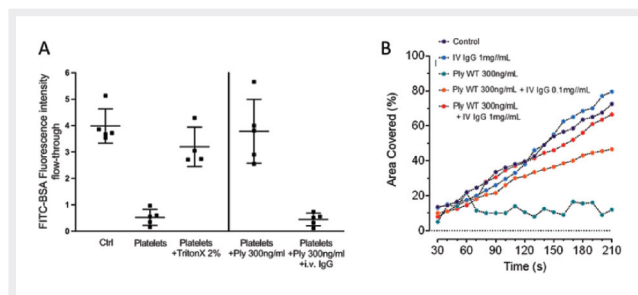 A
FITC-BSA Fluorescence intensity
flow-through
6
5
4
3
2
1
0
Ctrl
Platelets
Platelets
+TritonX 2%
Platelets
+Ply 300ng/ml
Platelets
+Ply 300ng/ml
+i.v. IgG
B
Control
IV IgG 1mg//mL
Ply WT 300ng/mL
Ply WT 300ng/mL + IV IgG 0.1mg//mL
Ply WT 300ng/mL
+ IV IgG 1mg//mL
Area Covered (%)
100
80
60
40
20
0
30
60
90
120
150
180
210
Time (s)